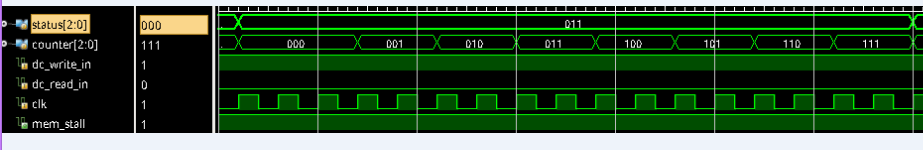 status[2:0] 000 011
counter[2:0] 111 000 001 010 011 100 101 110 111
dc_write_in 1
dc_read_in 0
clk 1
mem_stall 1